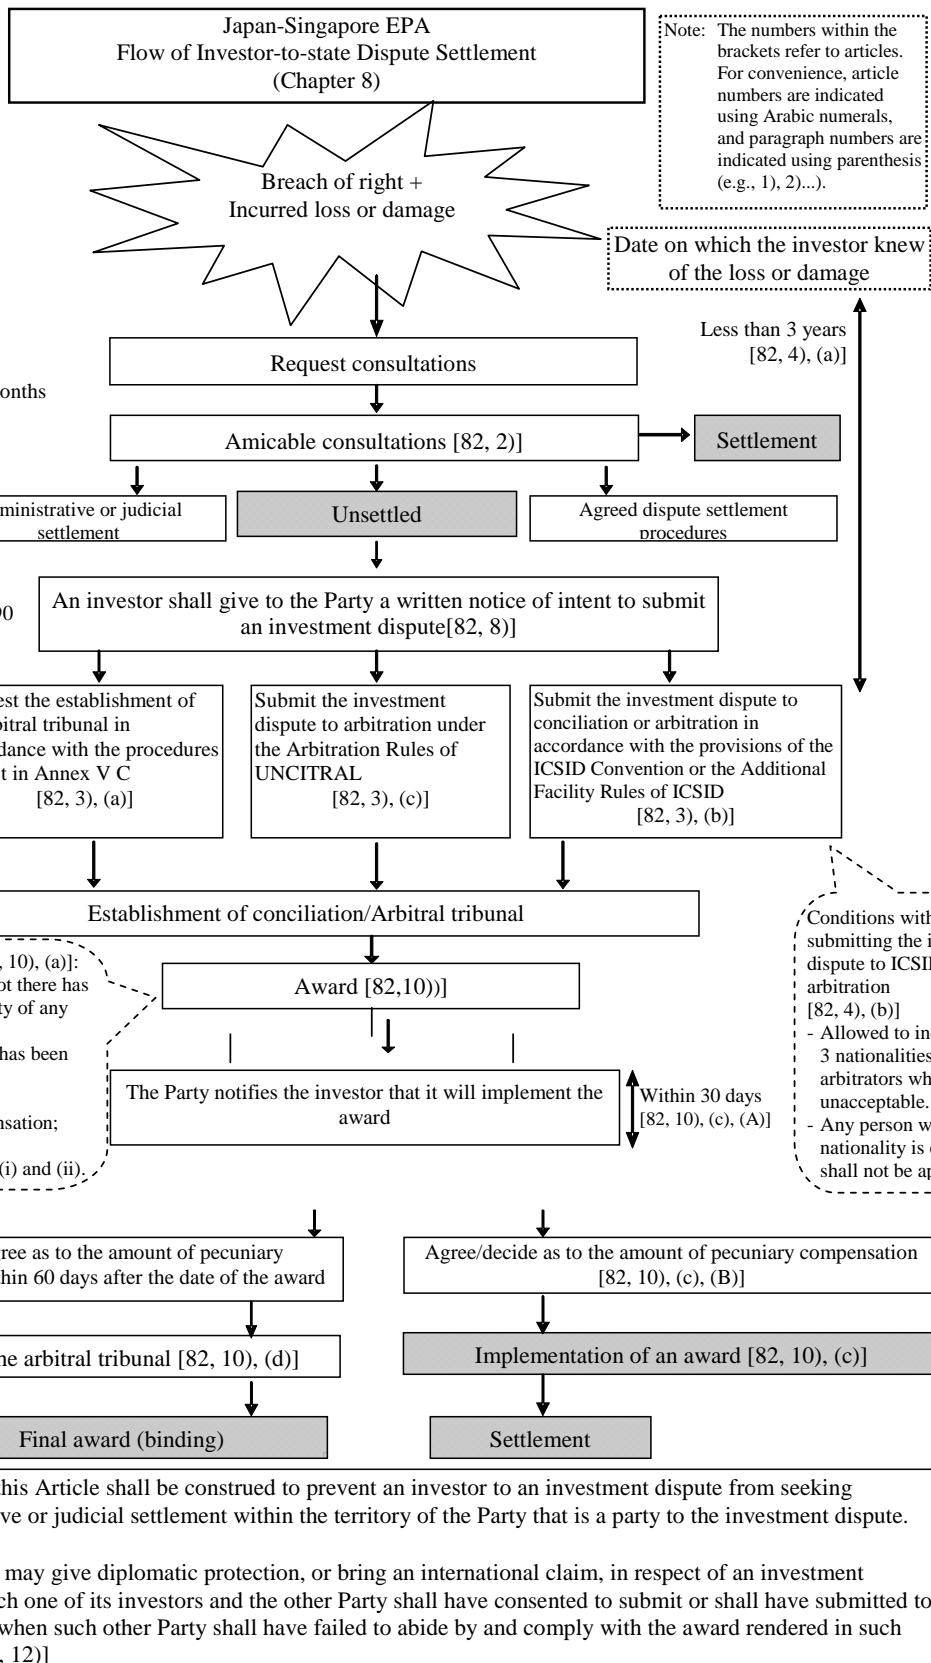 Japan-Singapore EPA
Flow of Investor-to-state Dispute Settlement
(Chapter 8)
Note: The numbers within the
brackets refer to articles.
For convenience, article
numbers are indicated
using Arabic numerals,
and paragraph numbers are
indicated using parenthesis
(e.g., 1), 2)...).
Breach of right +
Incurred loss or damage
Date on which the investor knew
of the loss or damage
Less than 3 years
[82, 4), (a)]
Request consultations
onths
Amicable consultations [82, 2)]
Settlement
ministrative or judicial
settlement
Unsettled
Agreed dispute settlement
procedures
An investor shall give to the Party a written notice of intent to submit
an investment dispute[82, 8)]
90
est the establishment of
bitral tribunal in
dance with the procedures
t in Annex V C
[82, 3), (a)]
Submit the investment
dispute to arbitration under
the Arbitration Rules of
UNCITRAL
[82, 3), (c)]
Submit the investment dispute to
conciliation or arbitration in
accordance with the provisions of the
ICSID Convention or the Additional
Facility Rules of ICSID
[82, 3), (b)]
Establishment of conciliation/Arbitral tribunal
, 10), (a)]:
ot there has
ty of any
has been
nsation;
(i) and (ii).
Award [82,10))]
Conditions with
submitting the i
dispute to ICSI
arbitration
[82, 4), (b)]
- Allowed to in
3 nationalities
arbitrators wh
unacceptable.
- Any person w
nationality is
shall not be ap
The Party notifies the investor that it will implement the
award
Within 30 days
[82, 10), (c), (A)]
ree as to the amount of pecuniary
thin 60 days after the date of the award
Agree/decide as to the amount of pecuniary compensation
[82, 10), (c), (B)]
he arbitral tribunal [82, 10), (d)]
Implementation of an award [82, 10), (c)]
Final award (binding)
Settlement
this Article shall be construed to prevent an investor to an investment dispute from seeking
ve or judicial settlement within the territory of the Party that is a party to the investment dispute.
may give diplomatic protection, or bring an international claim, in respect of an investment
ch one of its investors and the other Party shall have consented to submit or shall have submitted to
when such other Party shall have failed to abide by and comply with the award rendered in such
, 12)]